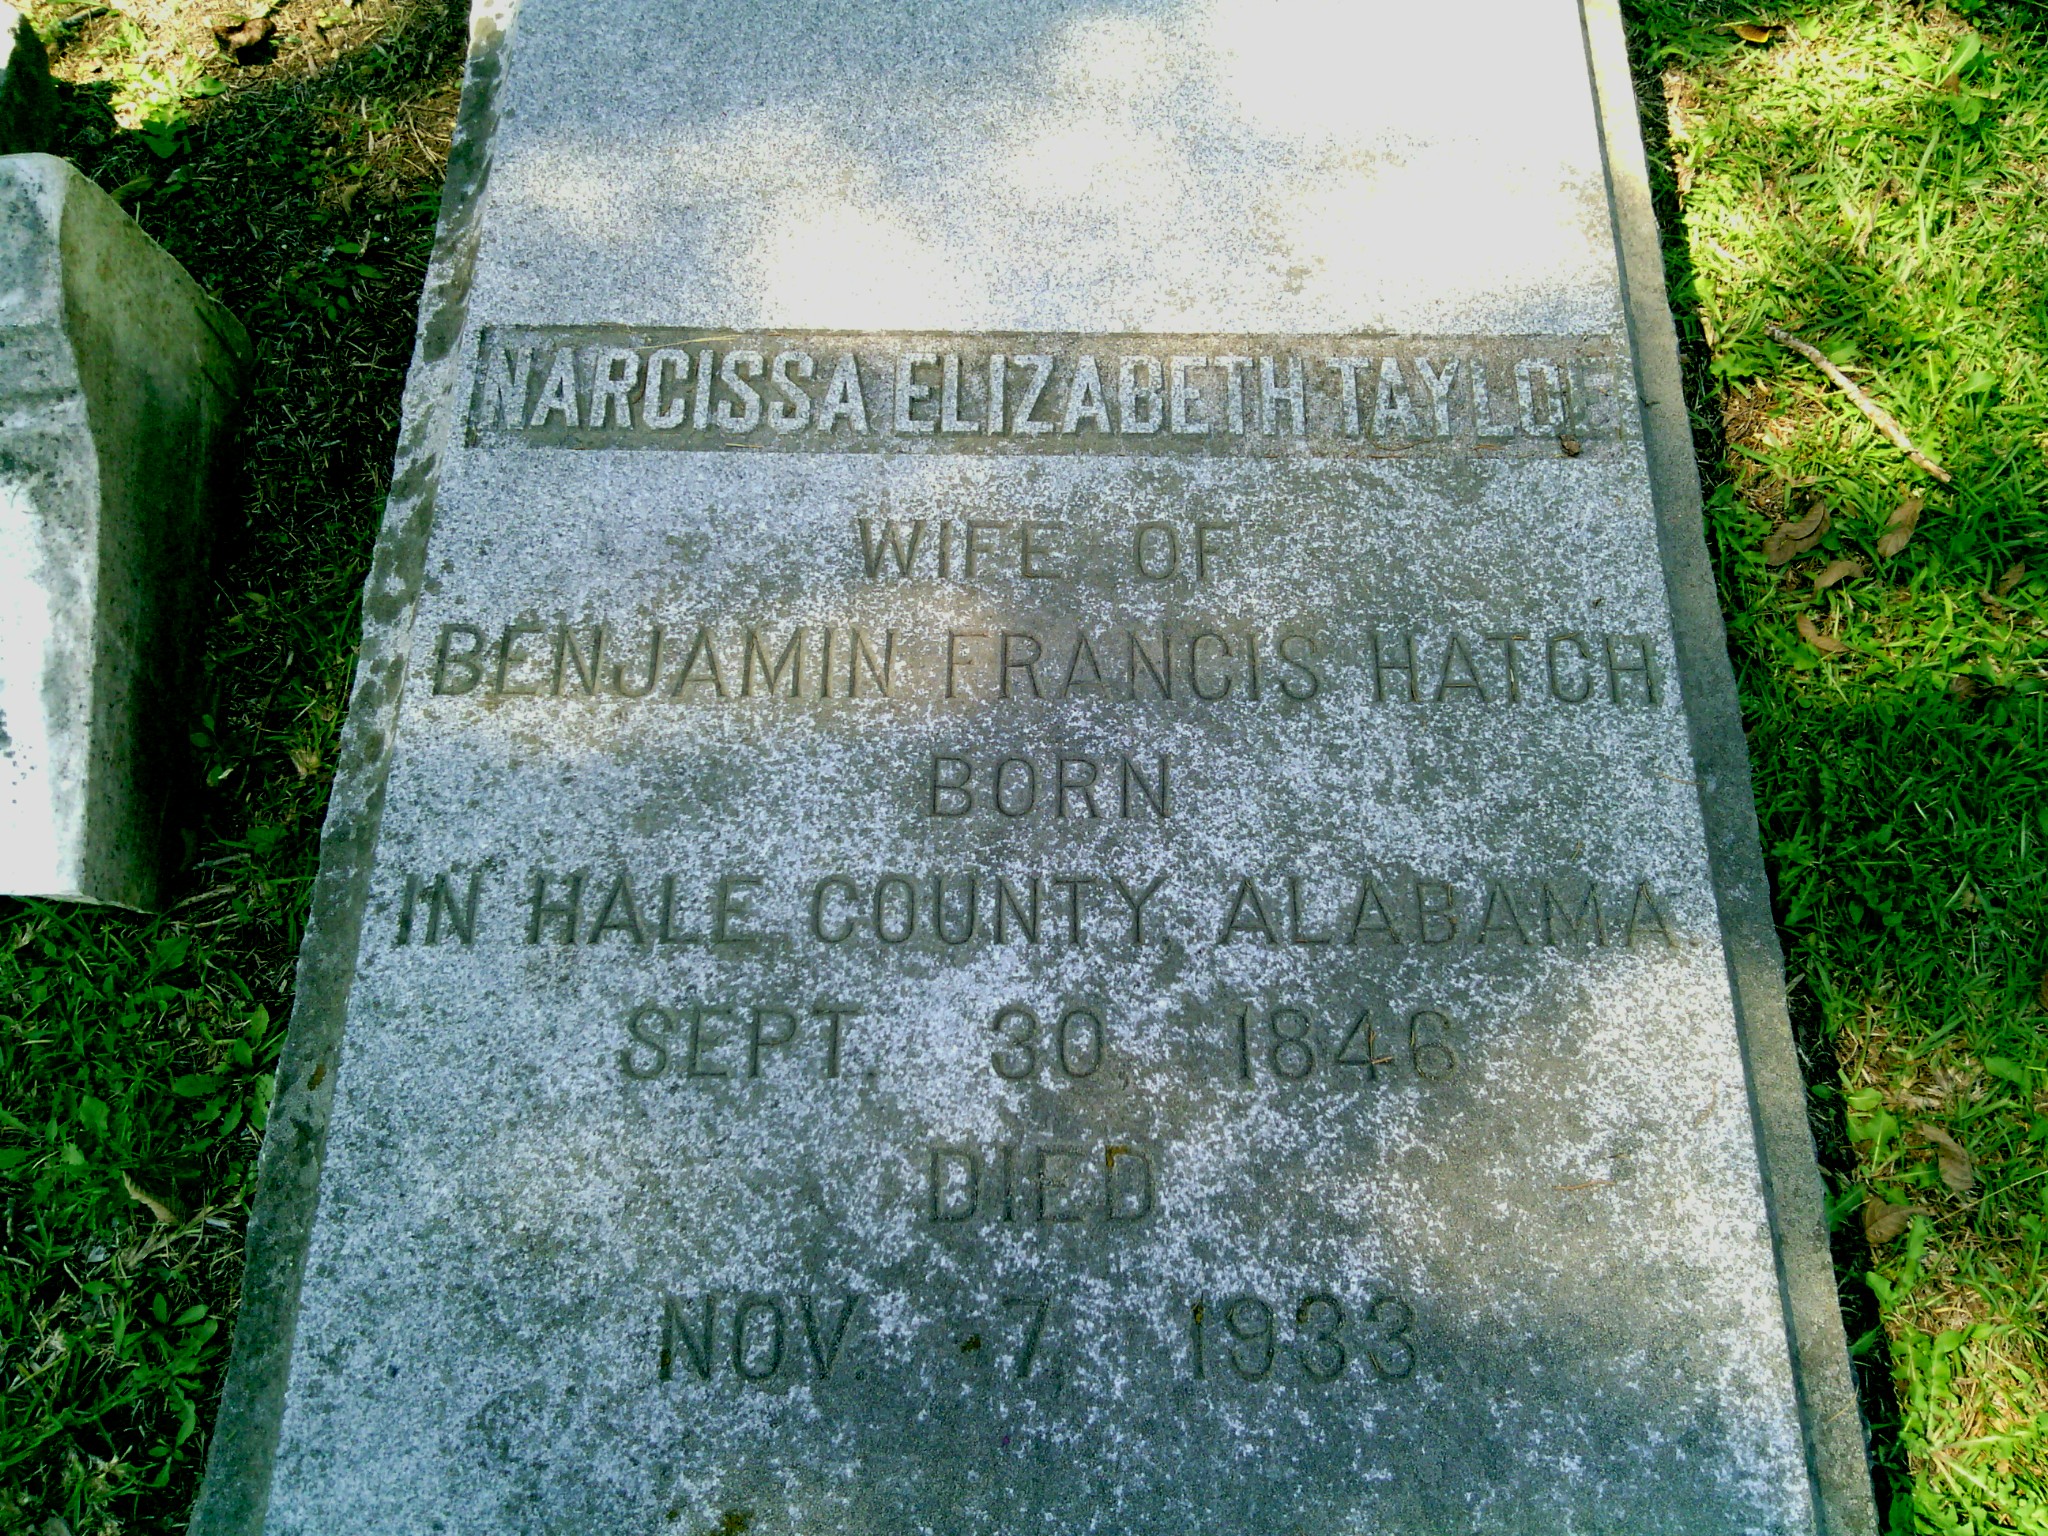 NARCISSA ELIZABETH TAYLOE
WIFE OF
BENJAMIN FRANCIS HATCH
BORN
IN HALE COUNTY, ALABAMA.
SEPT. 30, 1846
DIED
NOV. 7, 1933.